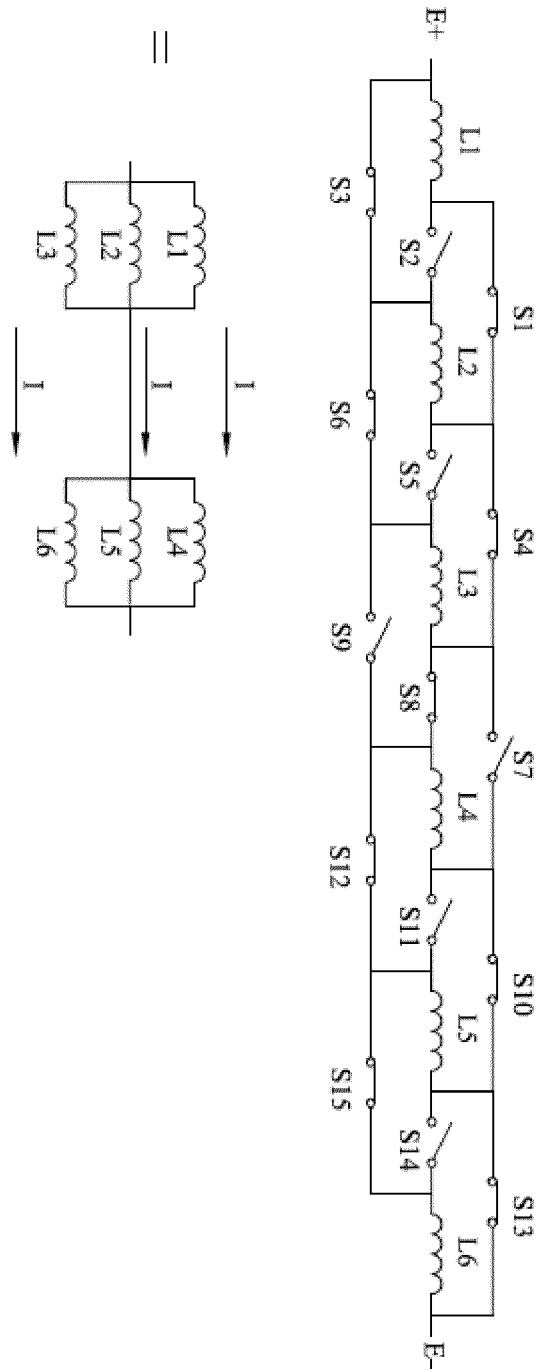 S1 S4 S7 S10 S13
L1 L2 L3 L4 L5 L6
E+ E-
S2 S5 S8 S11 S14
S3 S6 S9 S12 S15
=
I
L1 L4
I
L2 L5
L3 L6
I